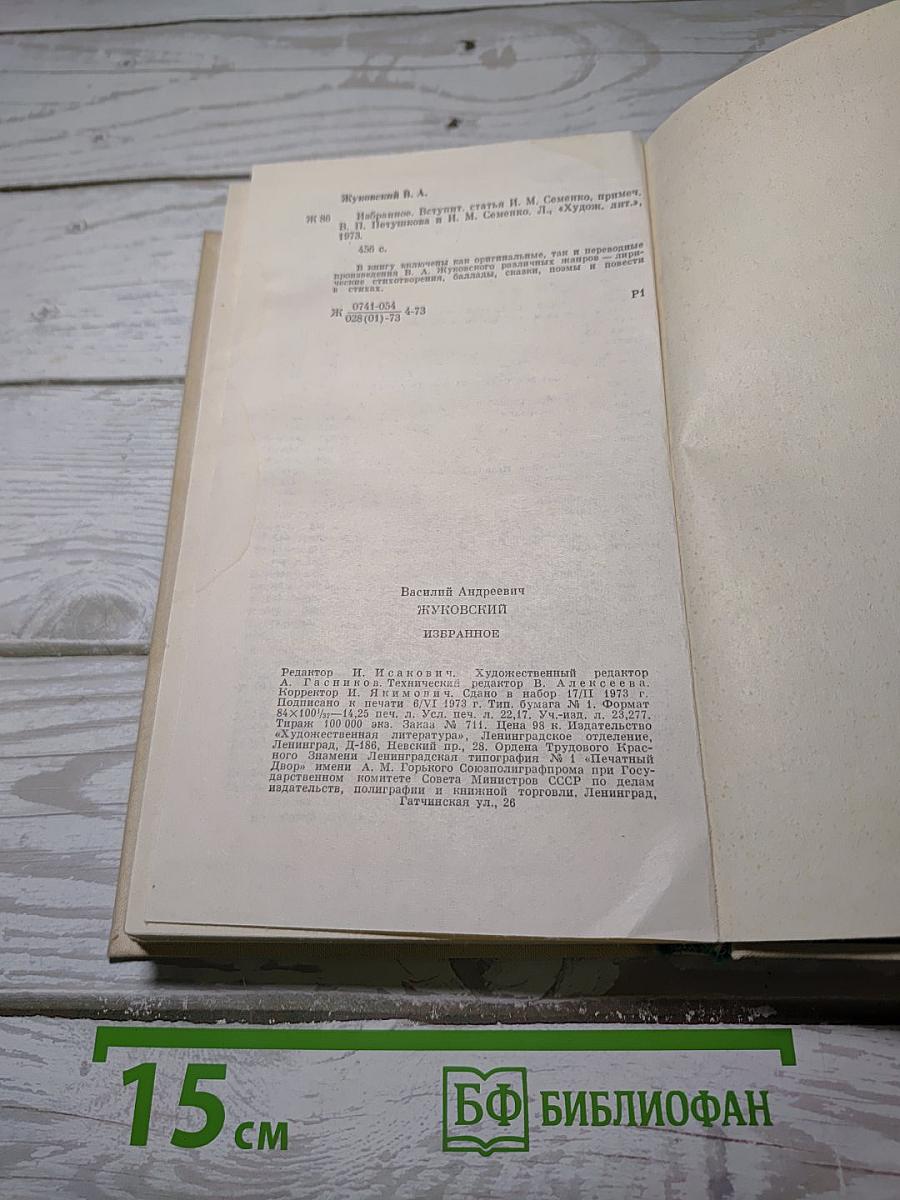 Жуковский В. А.
Ж 86 Избранное. Вступит. статья И. М. Семенко, примеч.
В. П. Петушкова и И. М. Семенко. Л., «Худож. лит.»,
1973.
456 с.
В книгу включены как оригинальные, так и переводные
произведения В. А. Жуковского различных жанров — лири-
ческие стихотворения, баллады, сказки, поэмы и повести
в стихах.
Р1
Ж 0741-054
028(01)-73 4-73
Василий Андреевич
ЖУКОВСКИЙ
ИЗБРАННОЕ
Редактор И. Исакович. Художественный редактор
А. Гасников. Технический редактор В. Алексеева.
Корректор И. Якимович. Сдано в набор 17/II 1973 г.
Подписано к печати 6/VI 1973 г. Тип. бумага № 1. Формат
84×100¹/₃₂—14,25 печ. л. Усл. печ. л. 22,17. Уч.-изд. л. 23,277.
Тираж 100 000 экз. Заказ № 711. Цена 98 к. Издательство
«Художественная литература», Ленинградское отделение,
Ленинград, Д-186, Невский пр., 28. Ордена Трудового Крас-
ного Знамени Ленинградская типография № 1 «Печатный
Двор» имени А. М. Горького Союзполиграфпрома при Госу-
дарственном комитете Совета Министров СССР по делам
издательств, полиграфии и книжной торговли, Ленинград,
Гатчинская ул., 26
15 см
БФ БИБЛИОФАН